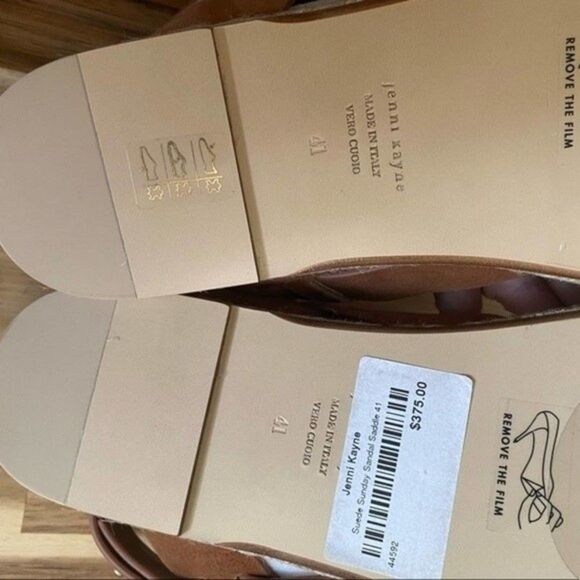 jenni kayne
MADE IN ITALY
VERO CUOIO
41
REMOVE THE FILM
MADE IN ITALY
VERO CUOIO
41
Jenni Kayne
Suede Sunday Sandal Saddle 41
44592
$375.00
REMOVE THE FILM